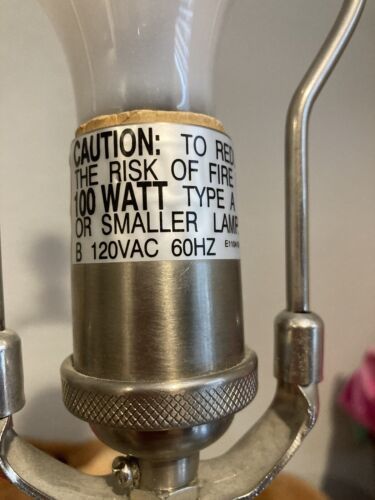 CAUTION: TO RED
THE RISK OF FIRE
100 WATT TYPE A
OR SMALLER LAMP
B 120VAC 60HZ